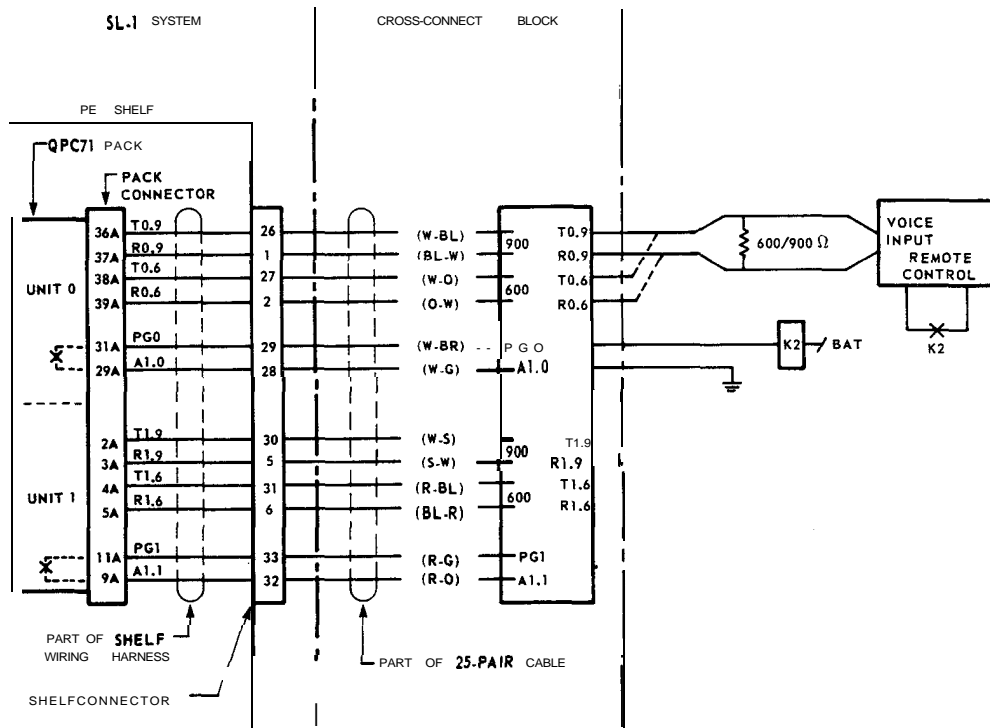 SL-1 SYSTEM
CROSS-CONNECT BLOCK
PE SHELF
QPC71 PACK
PACK
CONNECTOR
UNIT 0
36A T0.9 26 (W-BL) 900 T0.9
37A R0.9 1 (BL-W) R0.9
38A T0.6 27 (W-O) 600 T0.6
39A R0.6 2 (O-W) R0.6
31A PG0 29 (W-BR) -- PGO
29A A1.0 28 (W-G) A1.0
600/900 Ω
VOICE
INPUT
REMOTE
CONTROL
K2
K2 BAT
UNIT 1
2A T1.9 30 (W-S) 900 T1.9
3A R1.9 5 (S-W) R1.9
4A T1.6 31 (R-BL) 600 T1.6
5A R1.6 6 (BL-R) R1.6
11A PG1 33 (R-G) PG1
9A A1.1 32 (R-O) A1.1
PART OF SHELF
WIRING HARNESS
PART OF 25-PAIR CABLE
SHELFCONNECTOR